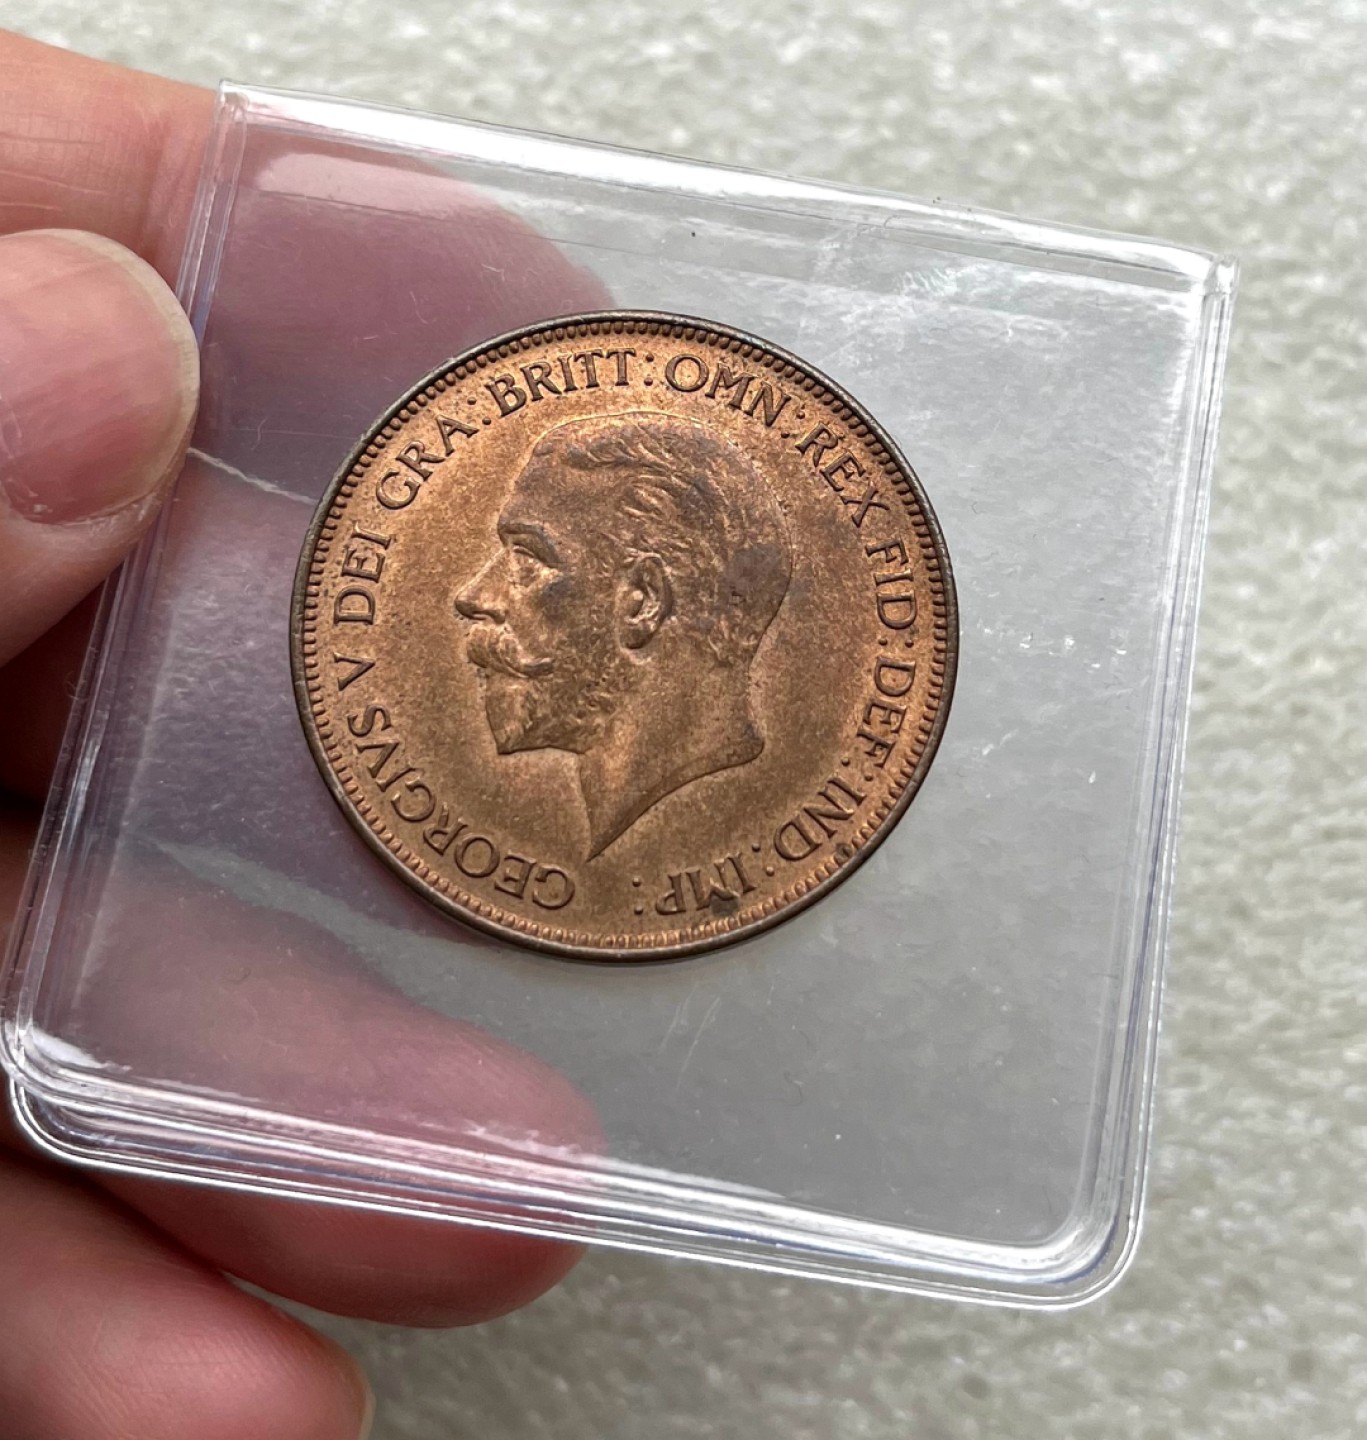 GEORGIVS V DEI GRA: BRITT: OMN: REX FID: DEF: IND: IMP: